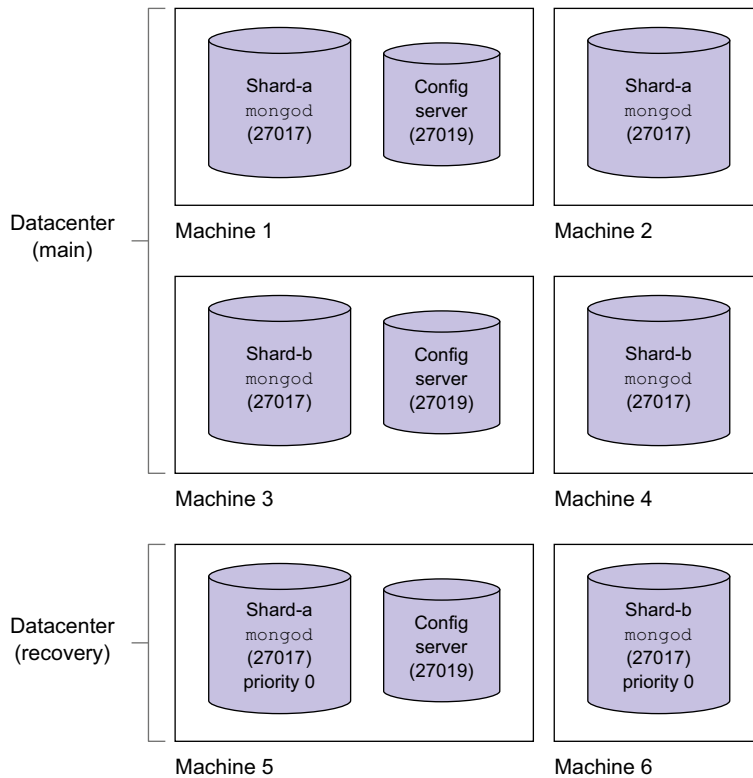 Shard-a
mongod
(27017)
Config
server
(27019)
Shard-a
mongod
(27017)
Machine 1
Machine 2
Datacenter
(main)
Shard-b
mongod
(27017)
Config
server
(27019)
Shard-b
mongod
(27017)
Machine 3
Machine 4
Datacenter
(recovery)
Shard-a
mongod
(27017)
priority 0
Config
server
(27019)
Shard-b
mongod
(27017)
priority 0
Machine 5
Machine 6